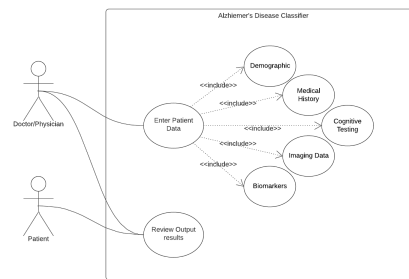 Alzhiemer's Disease Classifier
Demographic
<<include>>
Medical
History
<<include>>
Doctor/Physician
Enter Patient
Data
<<include>>
Cognitive
Testing
<<include>>
Imaging Data
<<include>>
Biomarkers
Patient
Review Output
results